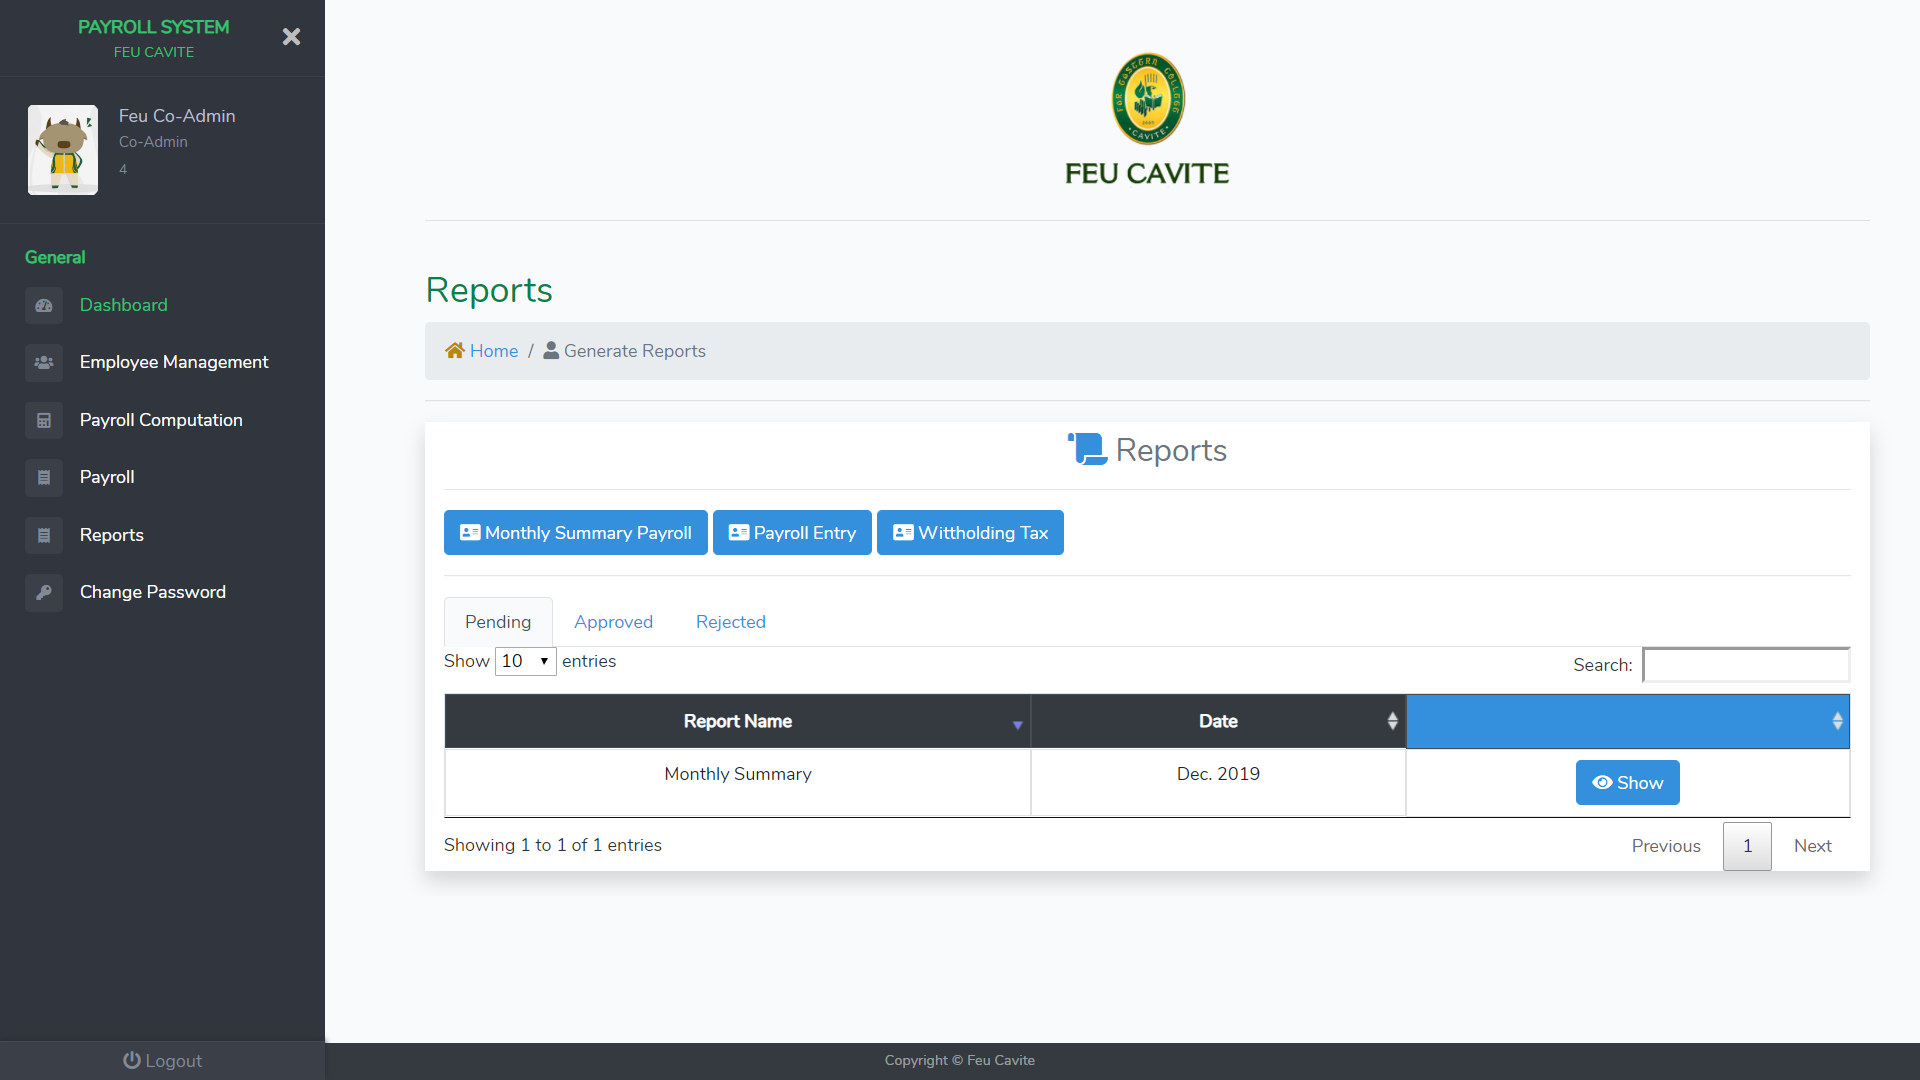 PAYROLL SYSTEM
FEU CAVITE
Feu Co-Admin
Co-Admin
4
General
Dashboard
Employee Management
Payroll Computation
Payroll
Reports
Change Password
Logout
CAVITE
FEU CAVITE
Reports
Home / Generate Reports
Reports
Monthly Summary Payroll Payroll Entry Wittholding Tax
Pending Approved Rejected
Show 10 entries Search:
Report Name Date
Monthly Summary Dec. 2019 Show
Showing 1 to 1 of 1 entries Previous 1 Next
Copyright © Feu Cavite